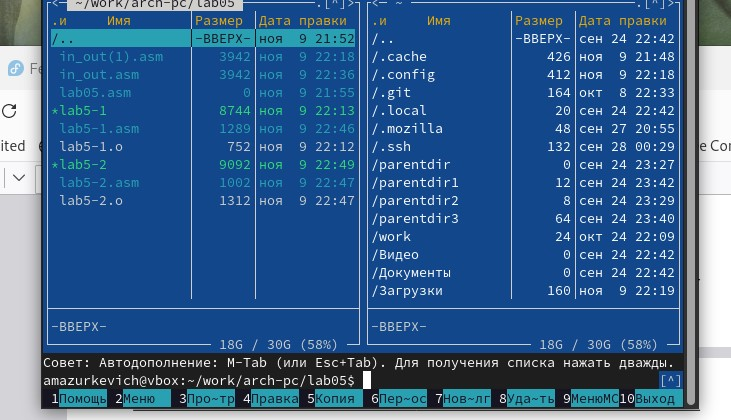 <─ ~/work/arch-pc/lab05 ─.[^]>  <─ ~ ─.[^]>
.и Имя Размер Дата правки  .и Имя Размер Дата правки
/.. -ВВЕРХ- ноя 9 21:52  /.. -ВВЕРХ- сен 24 22:42
in_out(1).asm 3942 ноя 9 22:18  /.cache 426 ноя 9 21:48
in_out.asm 3942 ноя 9 22:36  /.config 412 ноя 9 22:18
lab05.asm 0 ноя 9 21:55  /.git 164 окт 8 22:33
*lab5-1 8744 ноя 9 22:13  /.local 20 сен 24 22:42
lab5-1.asm 1289 ноя 9 22:46  /.mozilla 48 сен 27 20:55
lab5-1.o 752 ноя 9 22:12  /.ssh 132 сен 28 00:29
*lab5-2 9092 ноя 9 22:49  /parentdir 0 сен 24 23:27
lab5-2.asm 1002 ноя 9 22:47  /parentdir1 12 сен 24 23:42
lab5-2.o 1312 ноя 9 22:47  /parentdir2 8 сен 24 23:29
/parentdir3 64 сен 24 23:40
/work 24 окт 24 22:09
/Видео 0 сен 24 22:42
/Документы 0 сен 24 22:42
/Загрузки 160 ноя 9 22:19
-ВВЕРХ-  -ВВЕРХ-
18G / 30G (58%)  18G / 30G (58%)
Совет: Автодополнение: M-Tab (или Esc+Tab). Для получения списка нажать дважды.
amazurkevich@vbox:~/work/arch-pc/lab05$ [^]
1Помощь 2Меню 3Про~тр 4Правка 5Копия 6Пер~ос 7Нов~лг 8Уда~ть 9МенюMC 10Выход